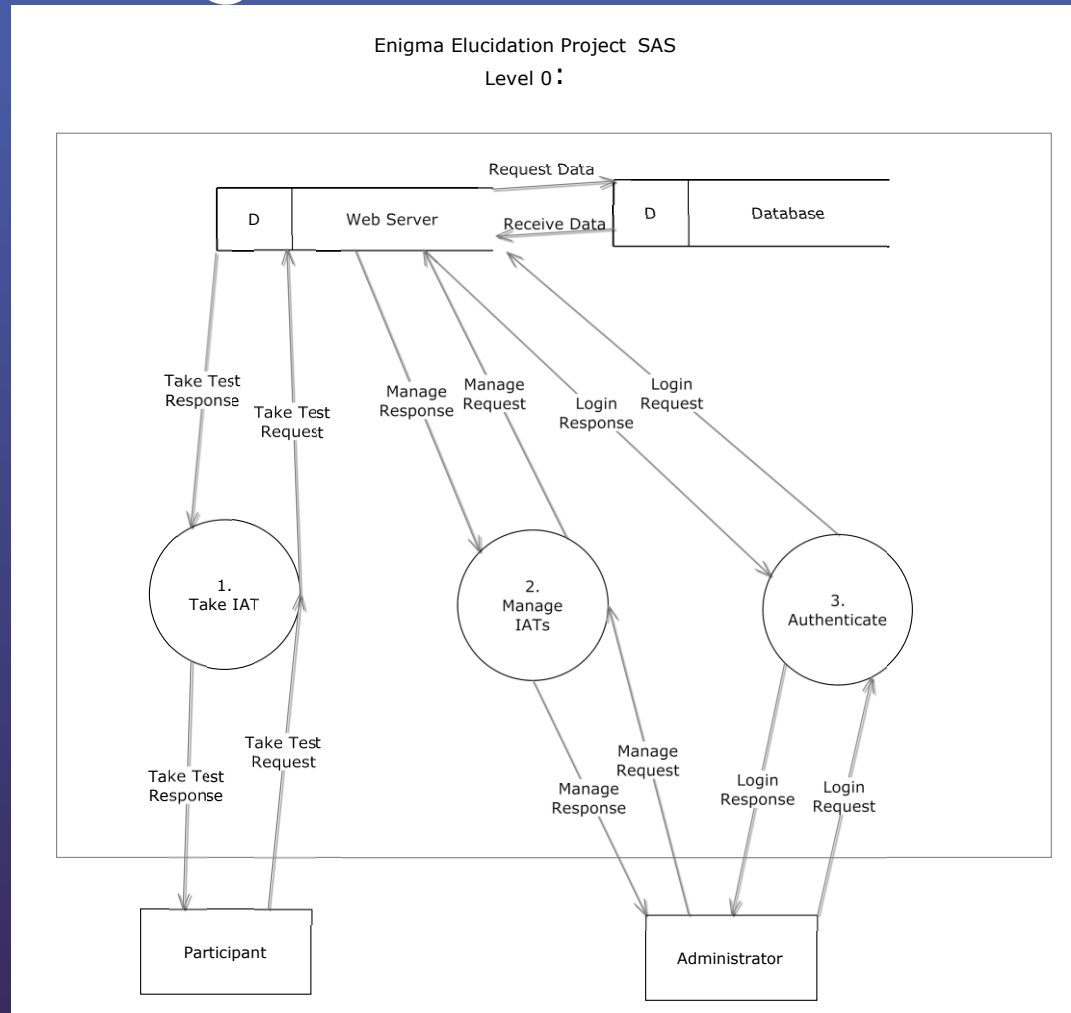 Enigma Elucidation Project SAS
Level 0:
Request Data
D
Web Server
Receive Data
D
Database
Take Test
Response
Take Test
Request
Manage
Response
Manage
Request
Login
Response
Login
Request
1.
Take IAT
2.
Manage
IATs
3.
Authenticate
Take Test
Response
Take Test
Request
Manage
Response
Manage
Request
Login
Response
Login
Request
Participant
Administrator